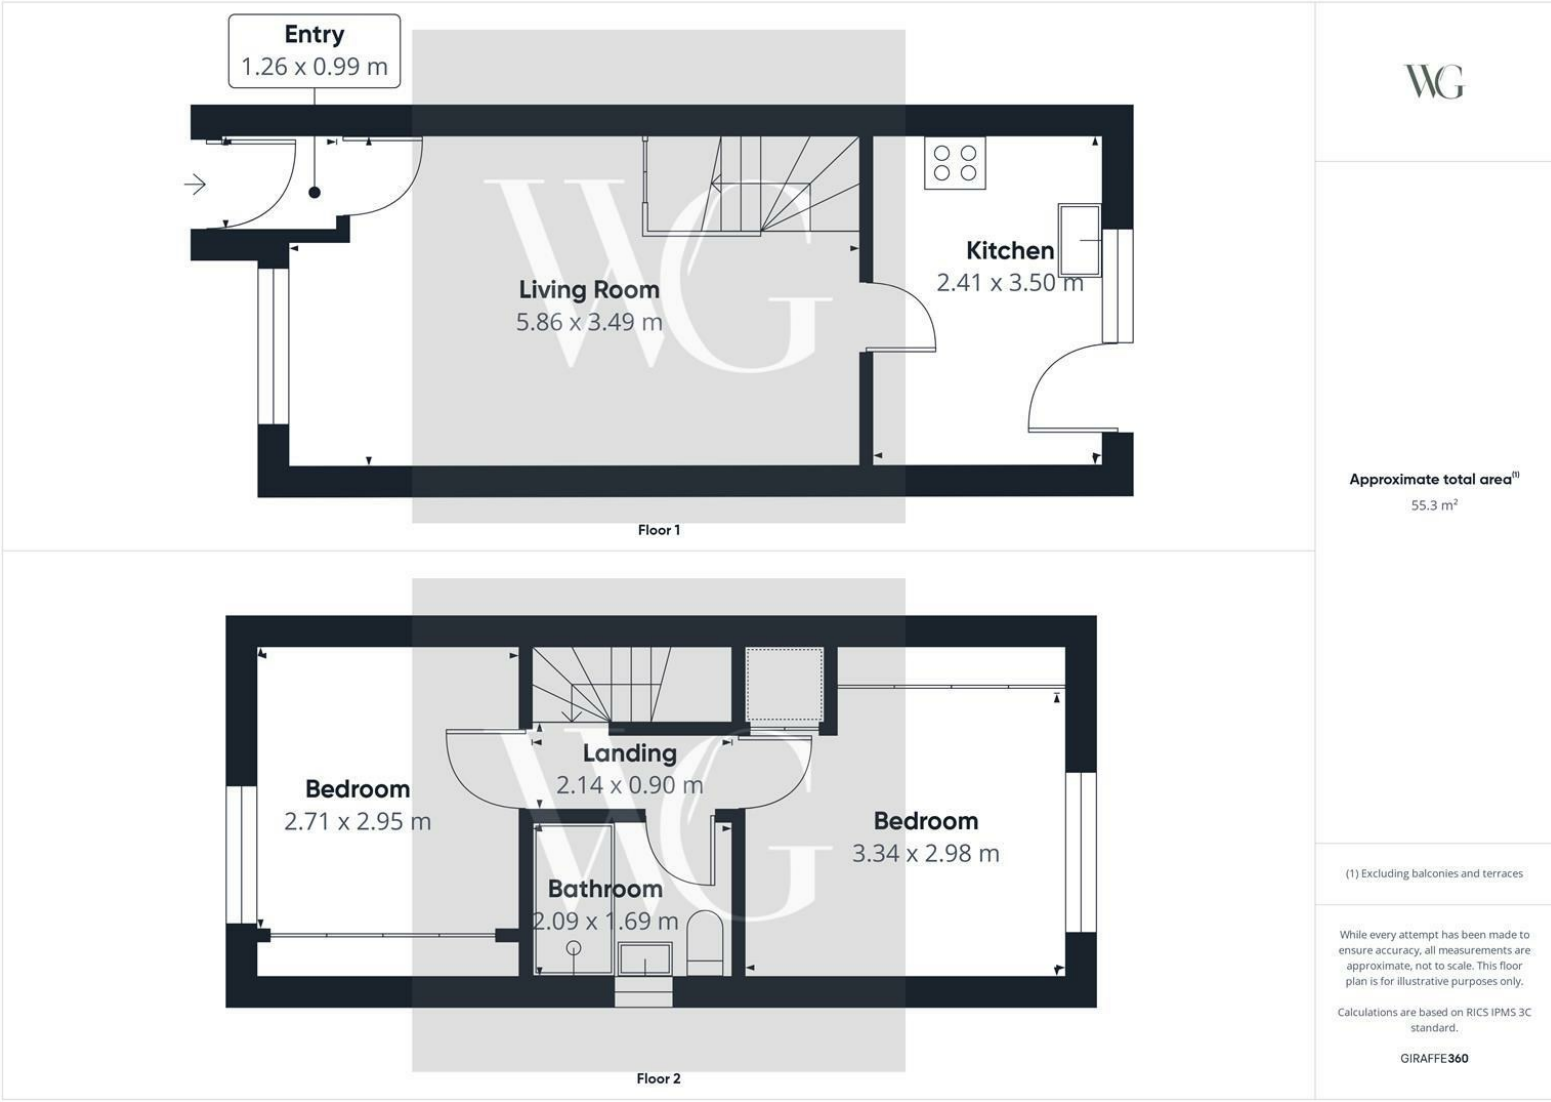 Entry
1.26 x 0.99 m
WG
Kitchen
2.41 x 3.50 m
Living Room
5.86 x 3.49 m
WG
Floor 1
Approximate total area(1)
55.3 m²
Landing
2.14 x 0.90 m
Bedroom
2.71 x 2.95 m
Bedroom
3.34 x 2.98 m
Bathroom
2.09 x 1.69 m
WG
Floor 2
(1) Excluding balconies and terraces
While every attempt has been made to
ensure accuracy, all measurements are
approximate, not to scale. This floor
plan is for illustrative purposes only.
Calculations are based on RICS IPMS 3C
standard.
GIRAFFE360